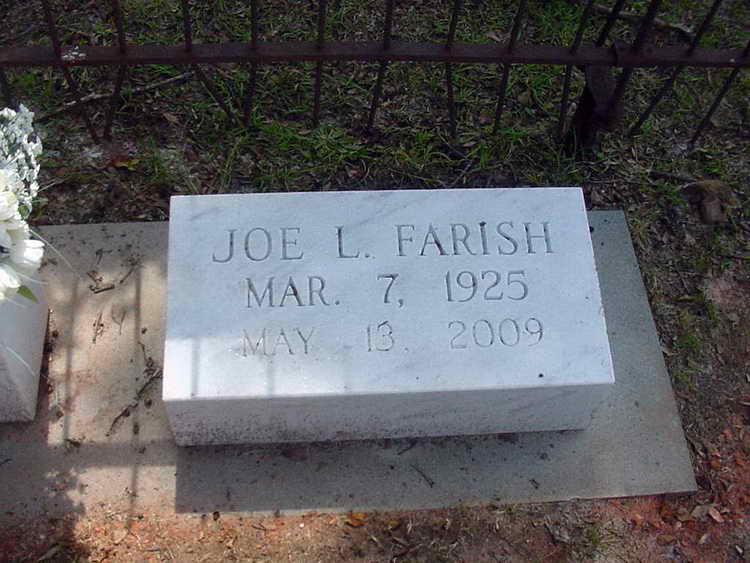 JOE L. FARISH
MAR. 7, 1925
MAY 13, 2009